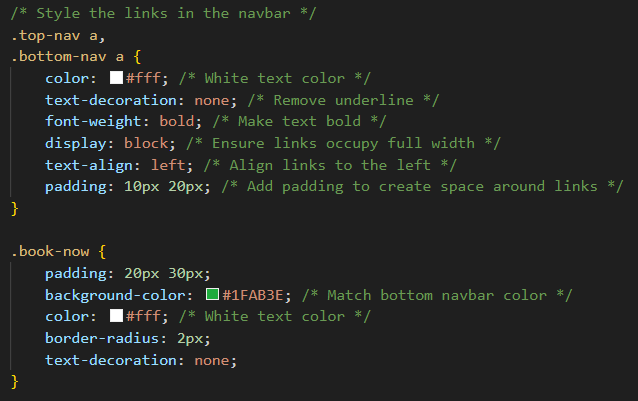 /* Style the links in the navbar */
.top-nav a,
.bottom-nav a {
    color: #fff; /* White text color */
    text-decoration: none; /* Remove underline */
    font-weight: bold; /* Make text bold */
    display: block; /* Ensure links occupy full width */
    text-align: left; /* Align links to the left */
    padding: 10px 20px; /* Add padding to create space around links */
}

.book-now {
    padding: 20px 30px;
    background-color: #1FAB3E; /* Match bottom navbar color */
    color: #fff; /* White text color */
    border-radius: 2px;
    text-decoration: none;
}